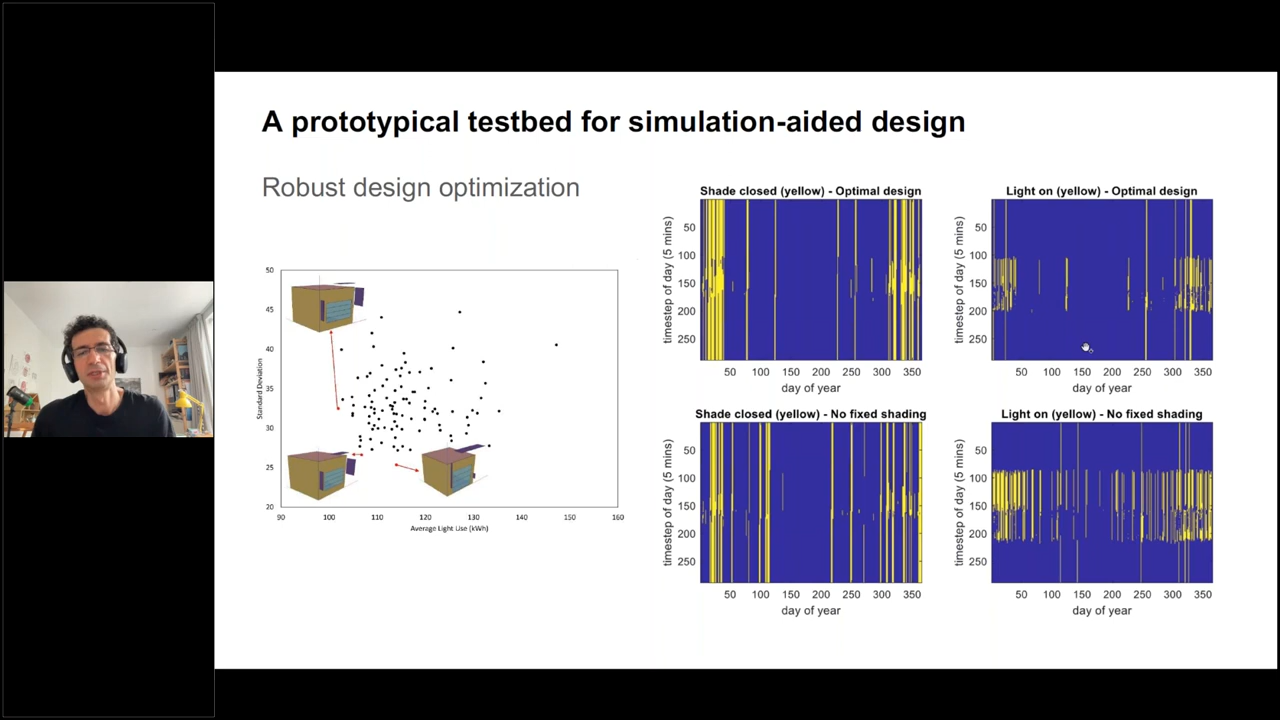 A prototypical testbed for simulation-aided design
Robust design optimization
50
45
40
35
30
25
20
Standard Deviation
90 100 110 120 130 140 150 160
Average Light Use (kWh)
Shade closed (yellow) - Optimal design
timestep of day (5 mins)
50
100
150
200
250
50 100 150 200 250 300 350
day of year
Light on (yellow) - Optimal design
timestep of day (5 mins)
50
100
150
200
250
50 100 150 200 250 300 350
day of year
Shade closed (yellow) - No fixed shading
timestep of day (5 mins)
50
100
150
200
250
50 100 150 200 250 300 350
day of year
Light on (yellow) - No fixed shading
timestep of day (5 mins)
50
100
150
200
250
50 100 150 200 250 300 350
day of year